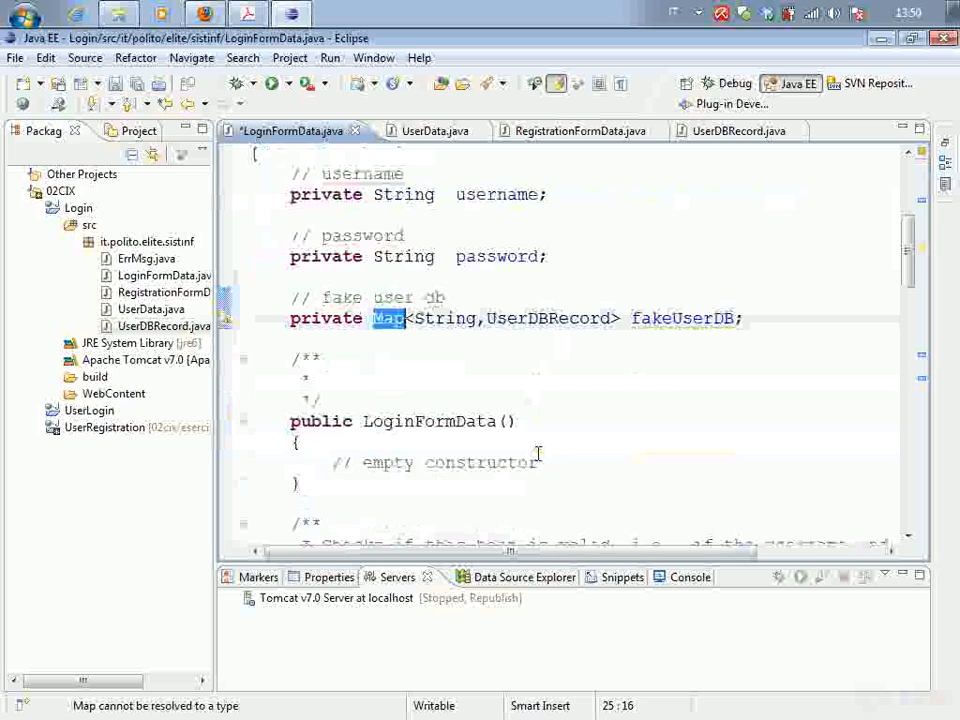 IT
13:50
Java EE - Login/src/it/polito/elite/sistinf/LoginFormData.java - Eclipse
File Edit Source Refactor Navigate Search Project Run Window Help
Debug Java EE SVN Reposit...
Plug-in Deve...
Packag Project
*LoginFormData.java UserData.java RegistrationFormData.java UserDBRecord.java
Other Projects
02CIX
Login
src
it.polito.elite.sistinf
ErrMsg.java
LoginFormData.jav
RegistrationFormD
UserData.java
UserDBRecord.java
JRE System Library [jre6]
Apache Tomcat v7.0 [apache
build
WebContent
UserLogin
UserRegistration [02cix/eserci
{
// username
private String username;
// password
private String password;
// fake user db
private Map<String,UserDBRecord> fakeUserDB;
/**
*
*/
public LoginFormData()
{
// empty constructor
}
/**
Markers Properties Servers Data Source Explorer Snippets Console
Tomcat v7.0 Server at localhost [Stopped, Republish]
Map cannot be resolved to a type Writable Smart Insert 25 : 16